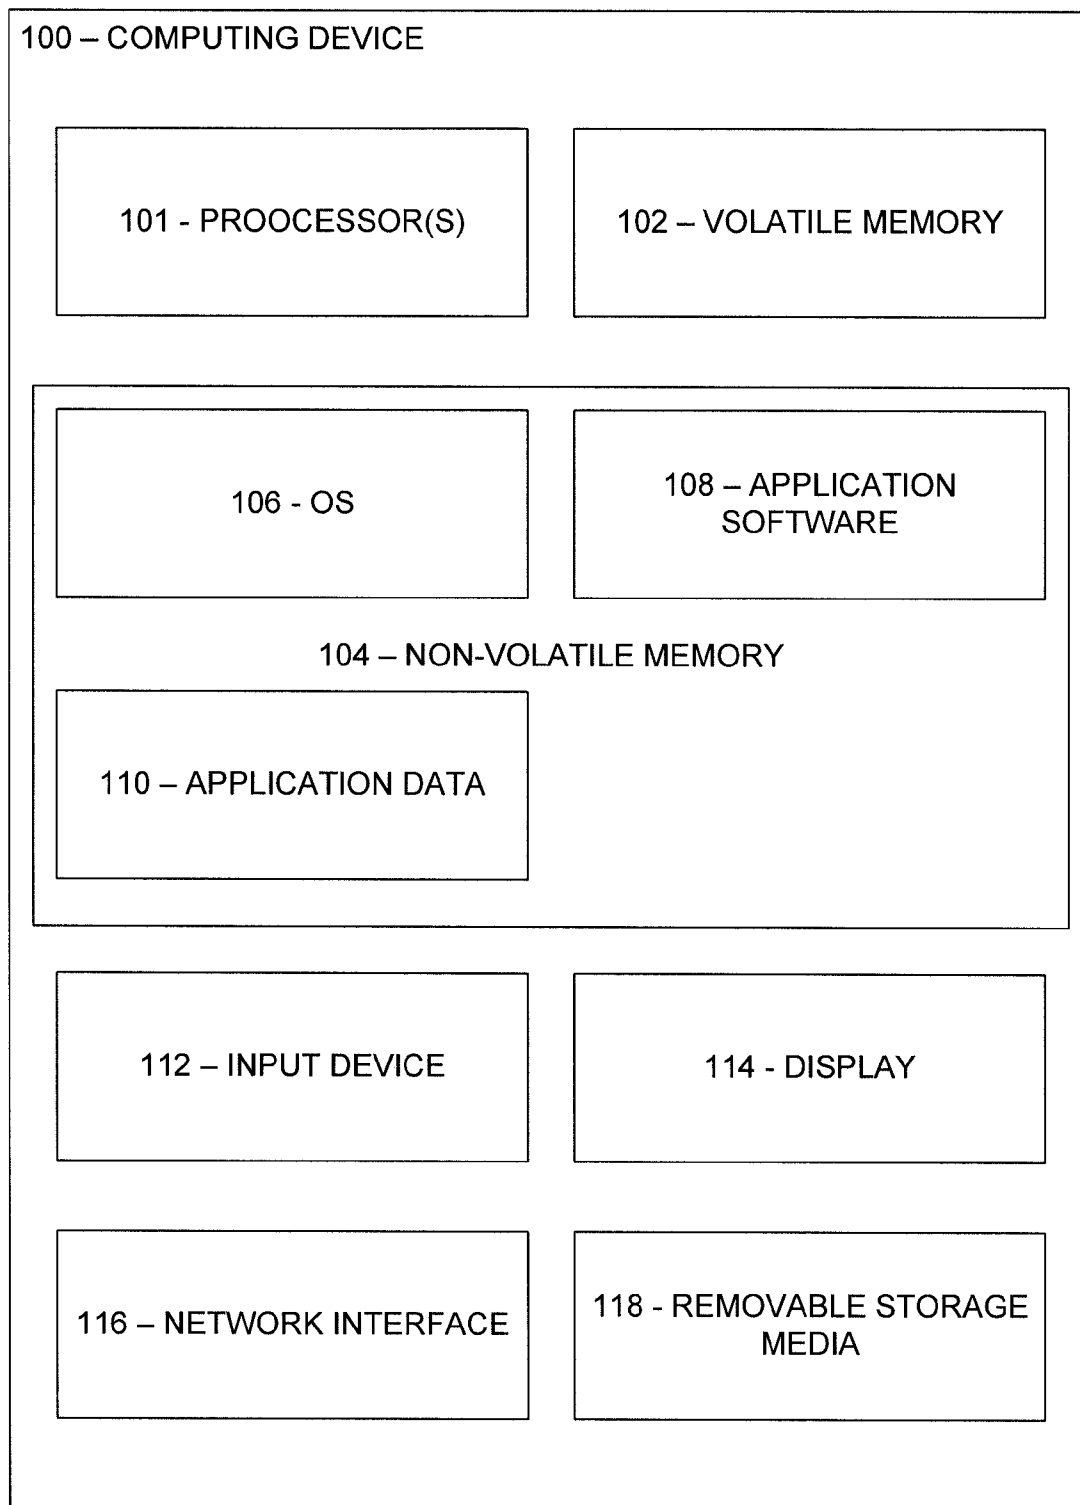 100 – COMPUTING DEVICE
101 - PROOCESSOR(S)
102 – VOLATILE MEMORY
106 - OS
108 – APPLICATION
SOFTWARE
104 – NON-VOLATILE MEMORY
110 – APPLICATION DATA
112 – INPUT DEVICE
114 - DISPLAY
116 – NETWORK INTERFACE
118 - REMOVABLE STORAGE
MEDIA